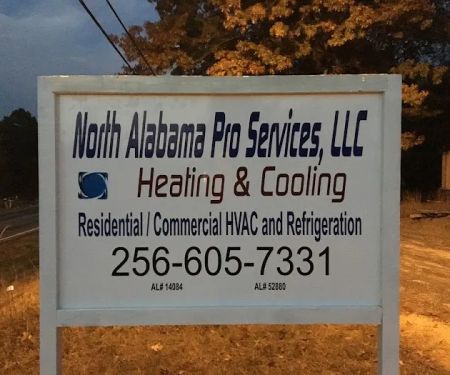 North Alabama Pro Services, LLC
Heating & Cooling
Residential / Commercial HVAC and Refrigeration
256-605-7331
AL# 14084 AL# 52880